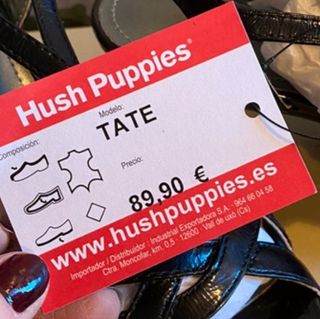 Hush Puppies®
Composición:
Modelo:
TATE
Precio:
89,90 €
www.hushpuppies.es
Importador / Distribuidor : Industrial Exportadora S.A. · 964 66 04 58
Ctra. Moncofar, km. 0,5 · 12600 · Vall de uxó (Cs)